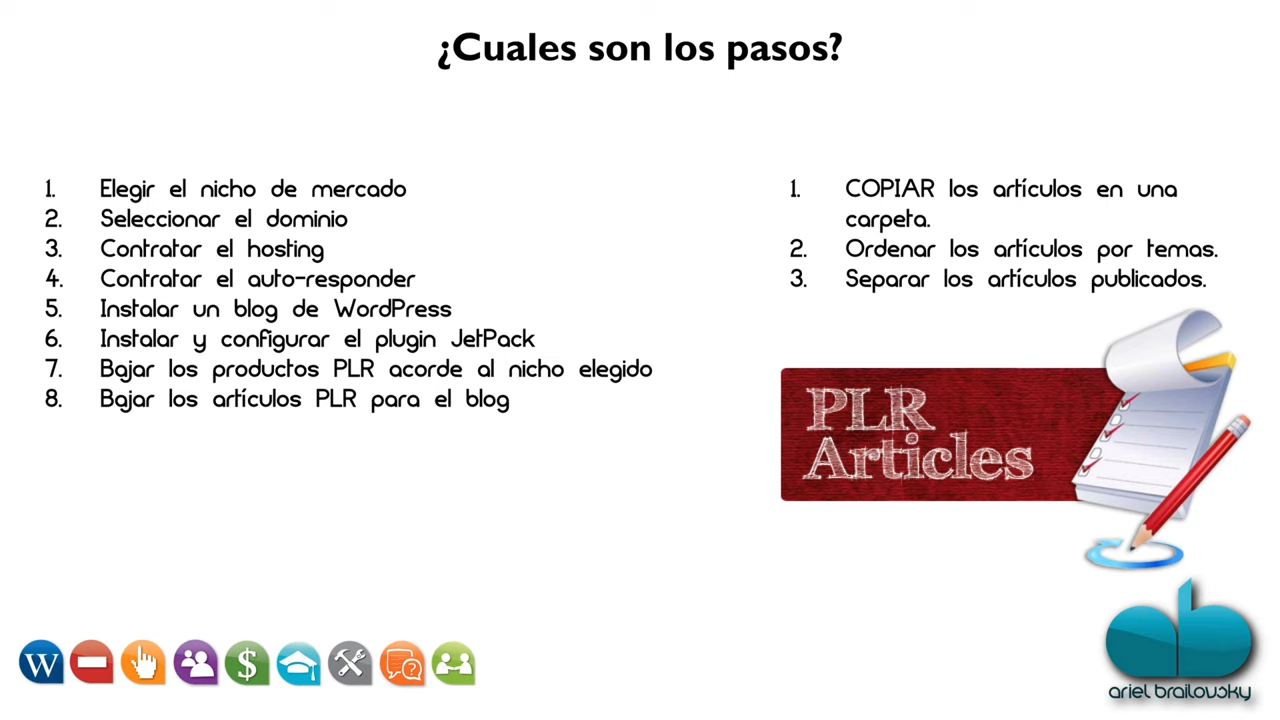 ¿Cuales son los pasos?
1. Elegir el nicho de mercado
2. Seleccionar el dominio
3. Contratar el hosting
4. Contratar el auto-responder
5. Instalar un blog de WordPress
6. Instalar y configurar el plugin JetPack
7. Bajar los productos PLR acorde al nicho elegido
8. Bajar los artículos PLR para el blog
1. COPIAR los artículos en una
carpeta.
2. Ordenar los artículos por temas.
3. Separar los artículos publicados.
PLR
Articles
W
$
?
ab
ariel brailovsky